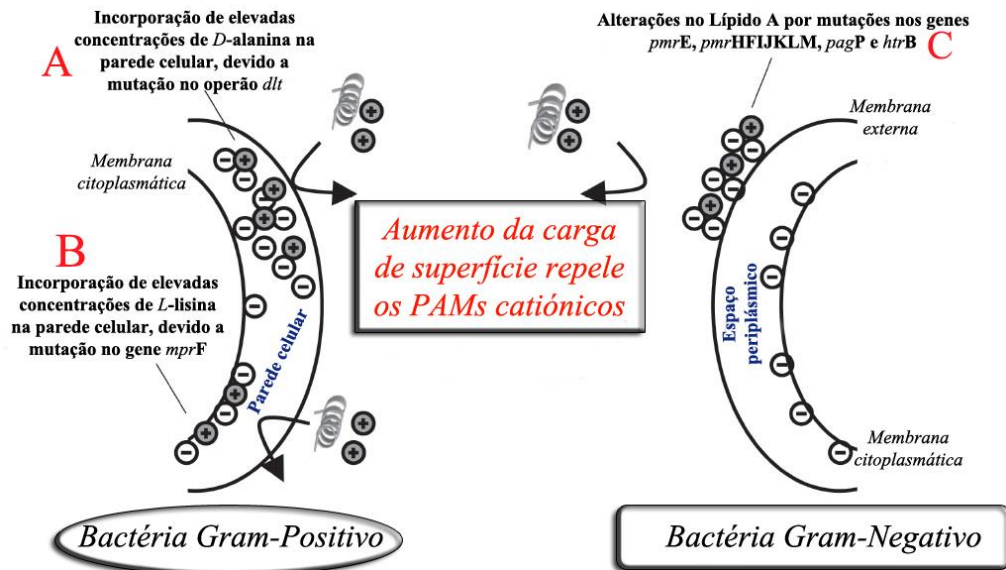 A
Incorporação de elevadas
concentrações de D-alanina na
parede celular, devido a
mutação no operão dlt
Membrana
citoplasmática
B
Incorporação de elevadas
concentrações de L-lisina
na parede celular, devido a
mutação no gene mprF
Parede celular
Bactéria Gram-Positivo
Aumento da carga
de superfície repele
os PAMs catiónicos
Alterações no Lípido A por mutações nos genes
pmrE, pmrHFIJKLM, pagP e htrB
C
Membrana
externa
Espaço
periplásmico
Membrana
citoplasmática
Bactéria Gram-Negativo